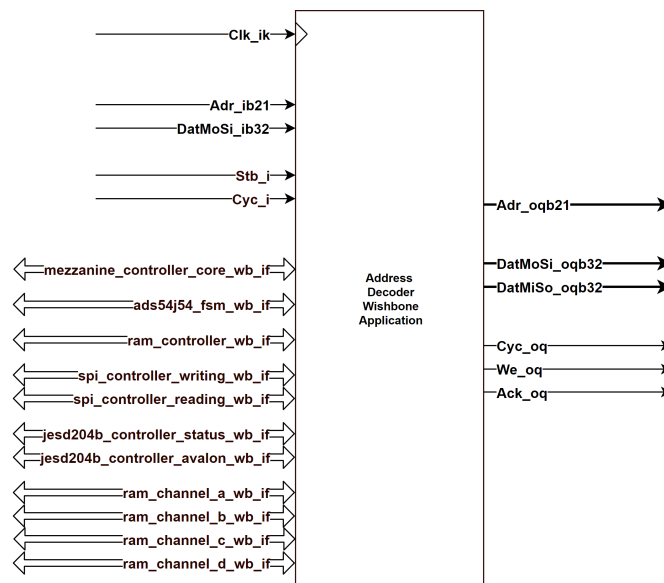 Clk_ik
Adr_ib21
DatMoSi_ib32
Stb_i
Cyc_i
mezzanine_controller_core_wb_if
ads54j54_fsm_wb_if
ram_controller_wb_if
spi_controller_writing_wb_if
spi_controller_reading_wb_if
jesd204b_controller_status_wb_if
jesd204b_controller_avalon_wb_if
ram_channel_a_wb_if
ram_channel_b_wb_if
ram_channel_c_wb_if
ram_channel_d_wb_if
Address
Decoder
Wishbone
Application
Adr_oqb21
DatMoSi_oqb32
DatMiSo_oqb32
Cyc_oq
We_oq
Ack_oq